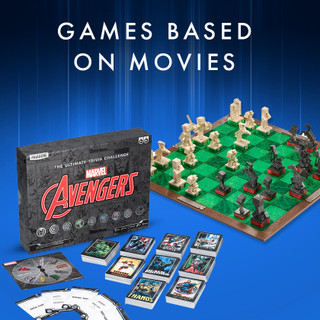 GAMES BASED
ON MOVIES
THE ULTIMATE TRIVIA CHALLENGE
MARVEL
AVENGERS
THANOS